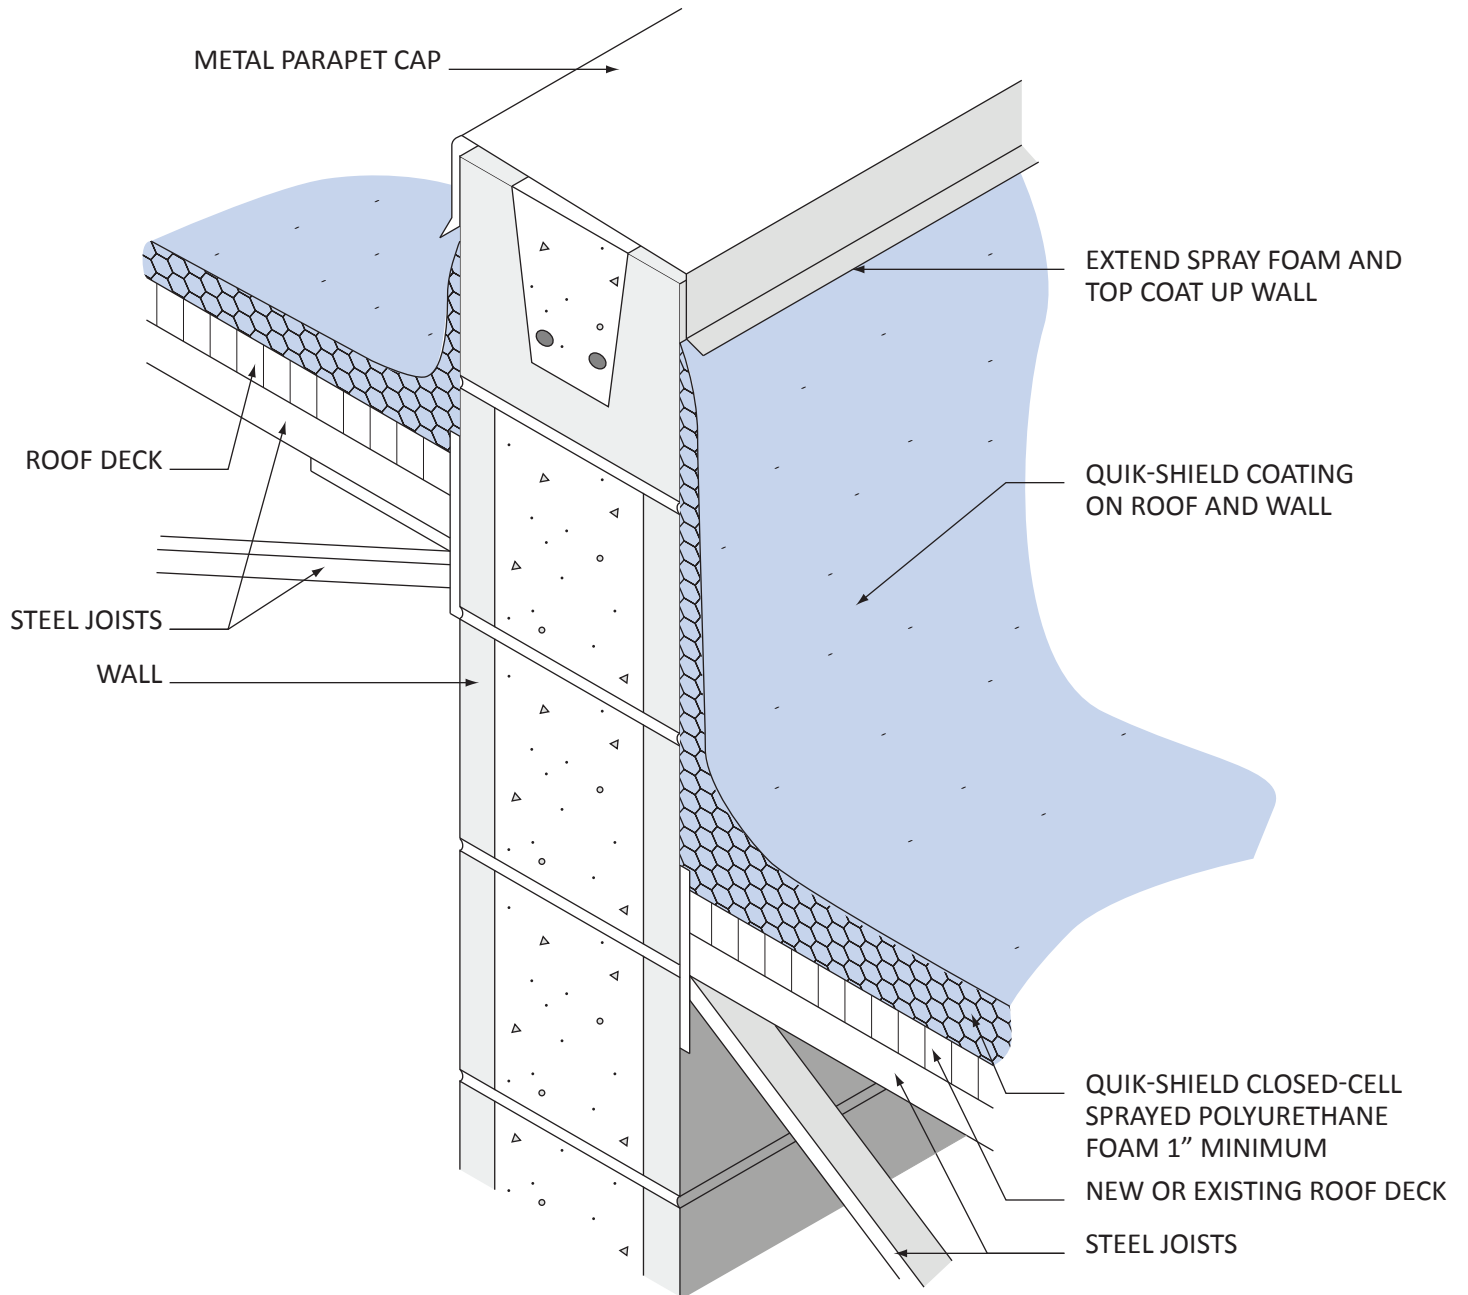 METAL PARAPET CAP
EXTEND SPRAY FOAM AND
TOP COAT UP WALL
ROOF DECK
QUIK-SHIELD COATING
ON ROOF AND WALL
STEEL JOISTS
WALL
QUIK-SHIELD CLOSED-CELL
SPRAYED POLYURETHANE
FOAM 1” MINIMUM
NEW OR EXISTING ROOF DECK
STEEL JOISTS